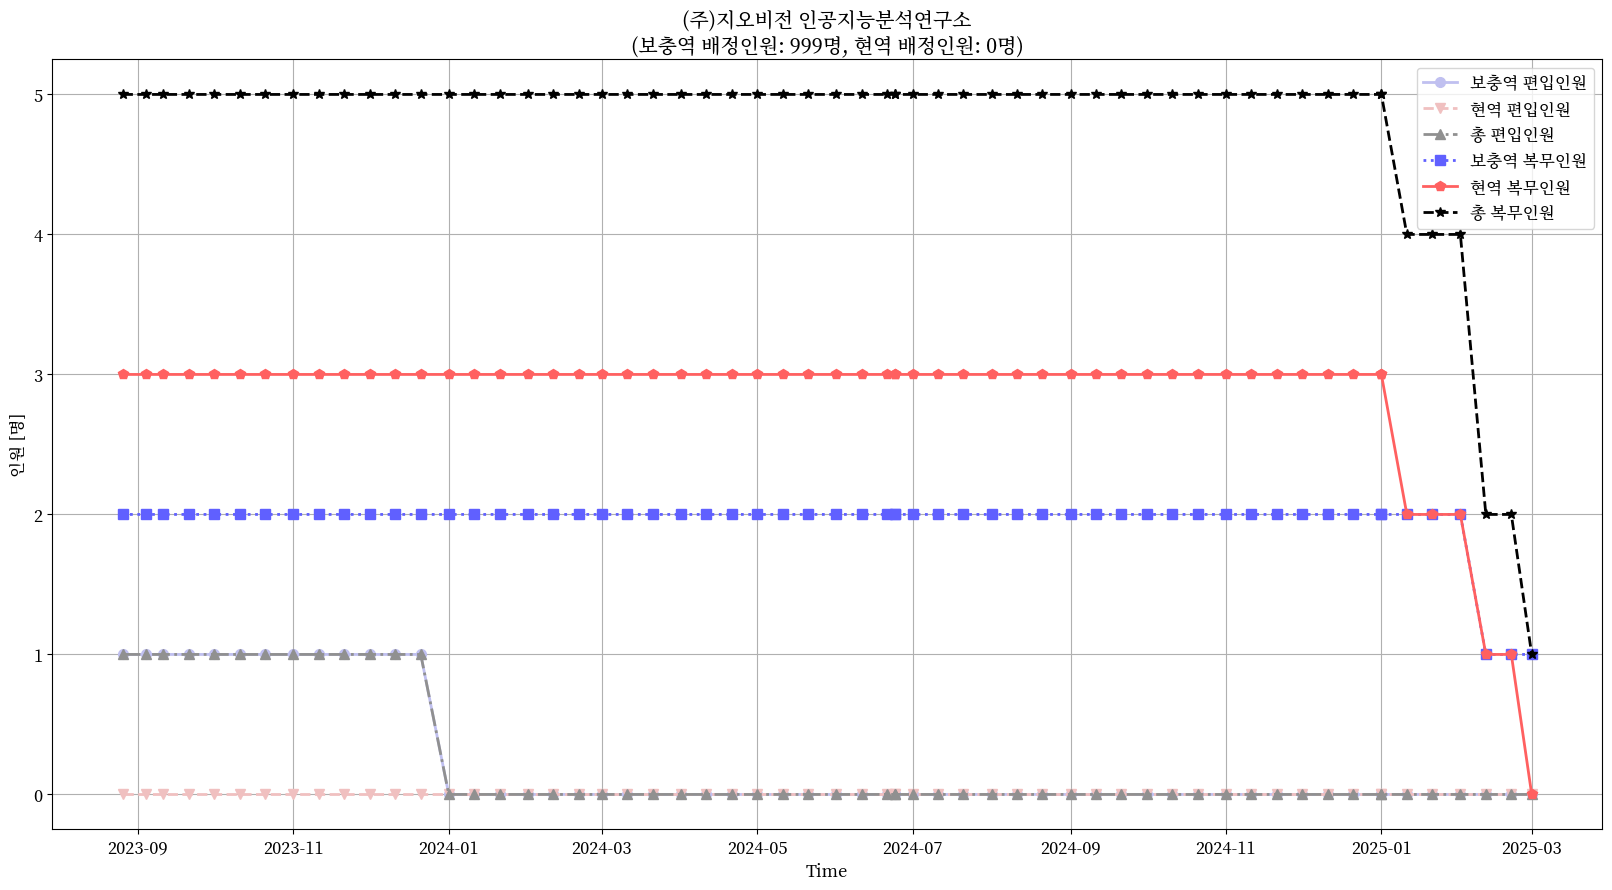 (주)지오비전 인공지능분석연구소
(보충역 배정인원: 999명, 현역 배정인원: 0명)
보충역 편입인원
현역 편입인원
총 편입인원
보충역 복무인원
현역 복무인원
총 복무인원
인원 [명]
5
4
3
2
1
0
2023-09 2023-11 2024-01 2024-03 2024-05 2024-07 2024-09 2024-11 2025-01 2025-03
Time